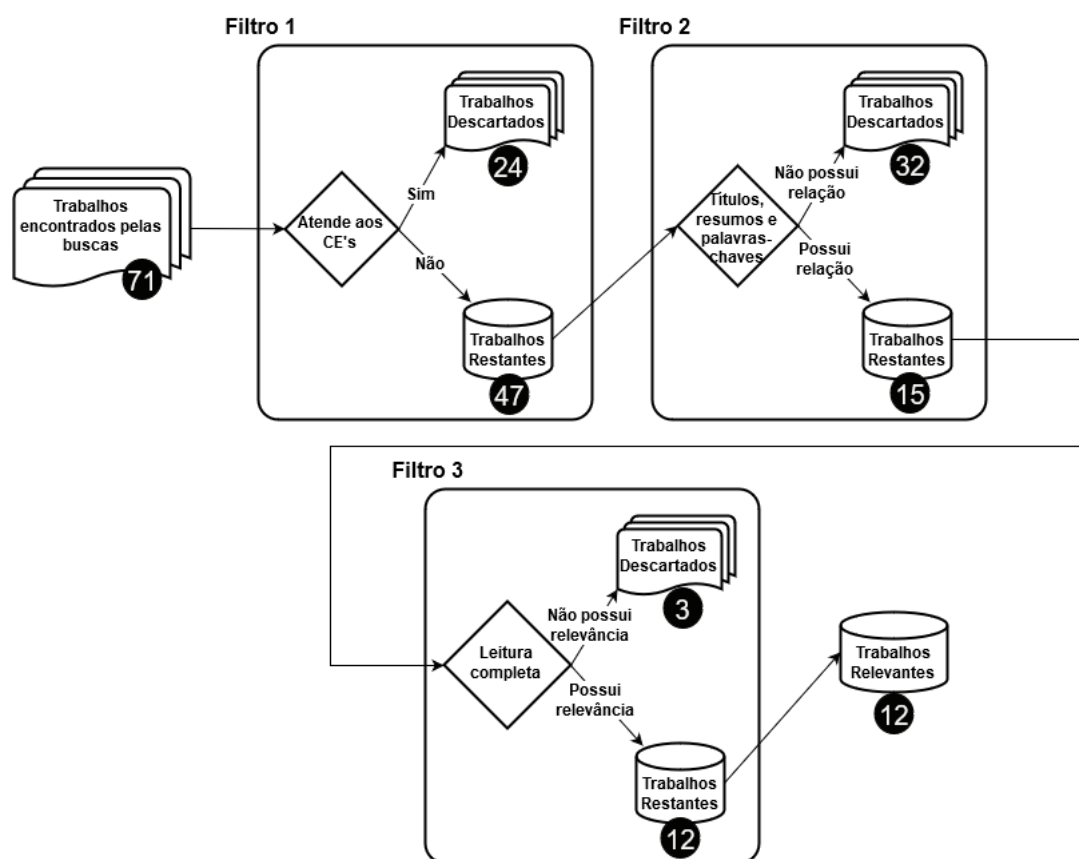 Filtro 1
Trabalhos
encontrados pelas
buscas
71
Atende aos
CE's
Sim
Trabalhos
Descartados
24
Não
Trabalhos
Restantes
47
Filtro 2
Títulos,
resumos e
palavras-
chaves
Não possui
relação
Trabalhos
Descartados
32
Possui
relação
Trabalhos
Restantes
15
Filtro 3
Leitura
completa
Não possui
relevância
Trabalhos
Descartados
3
Possui
relevância
Trabalhos
Restantes
12
Trabalhos
Relevantes
12